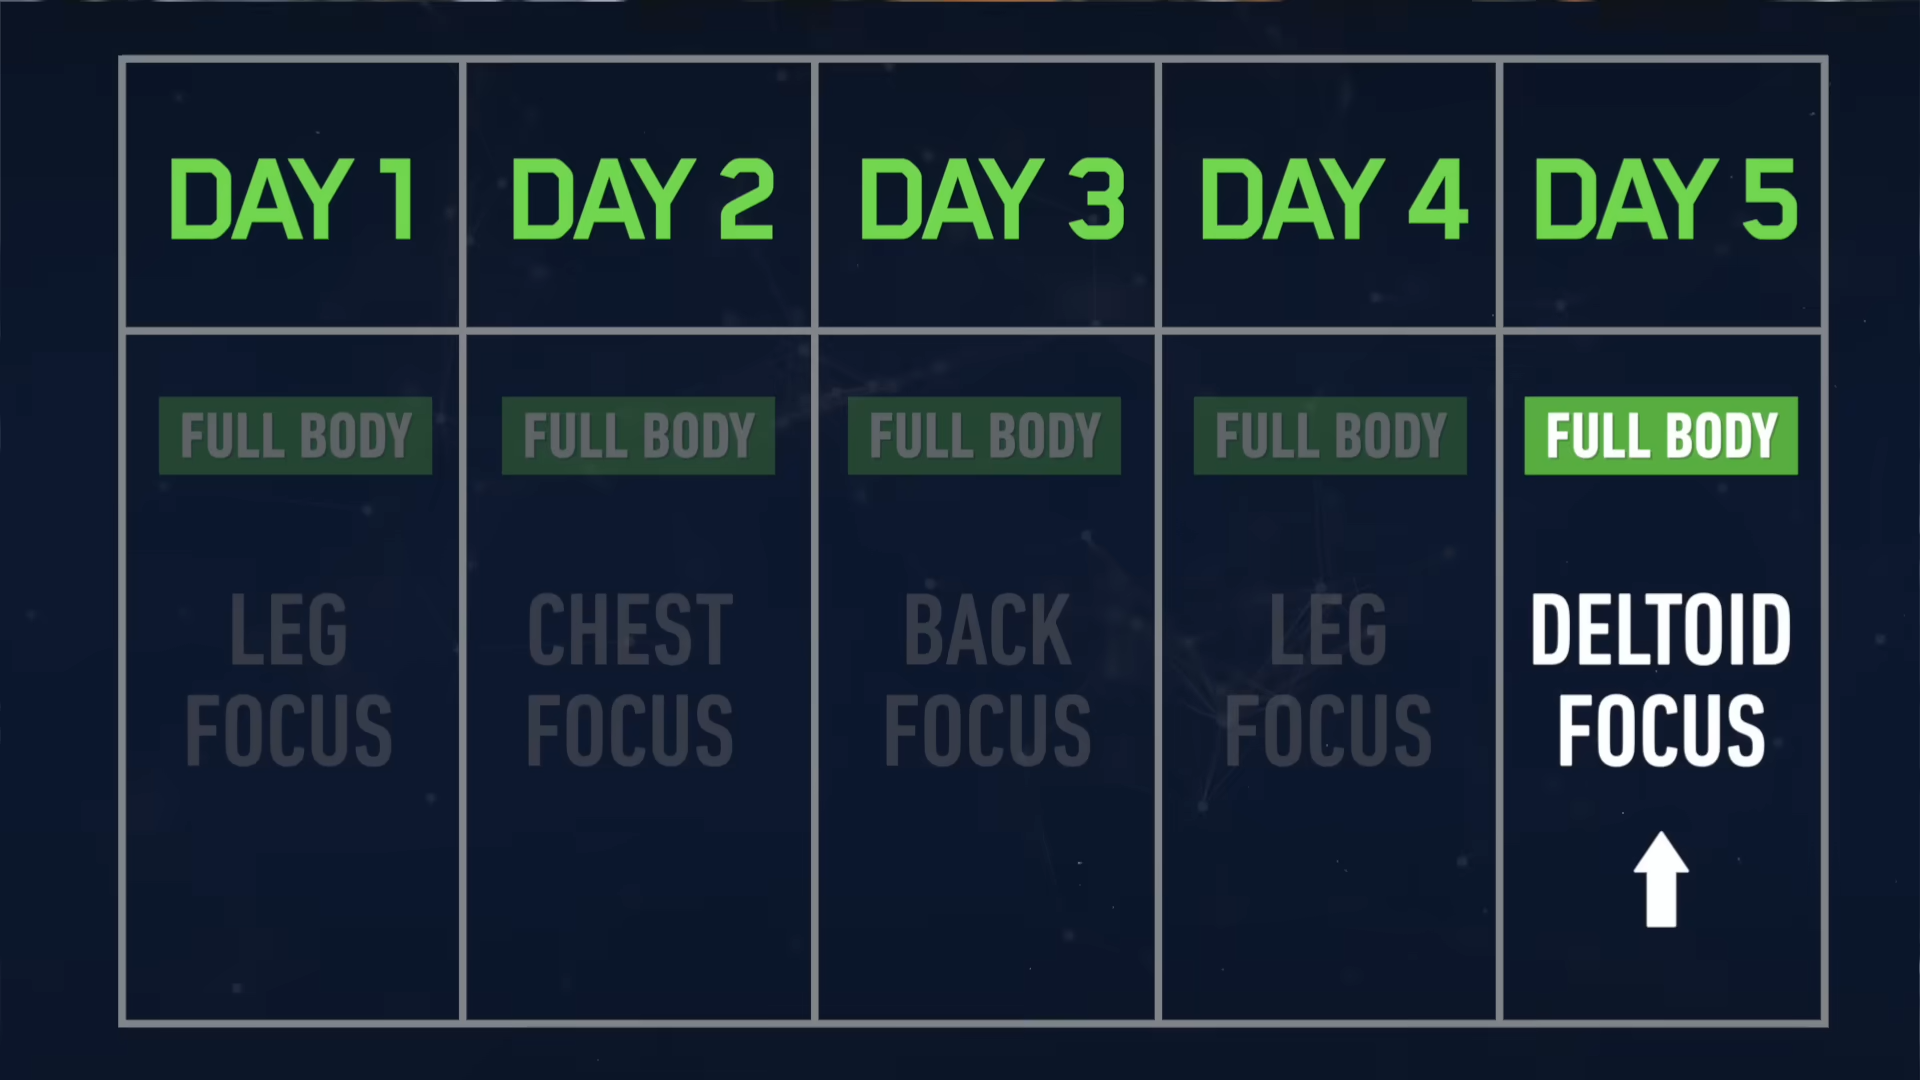 DAY 1
DAY 2
DAY 3
DAY 4
DAY 5
FULL BODY
FULL BODY
FULL BODY
FULL BODY
FULL BODY
LEG
FOCUS
CHEST
FOCUS
BACK
FOCUS
LEG
FOCUS
DELTOID
FOCUS